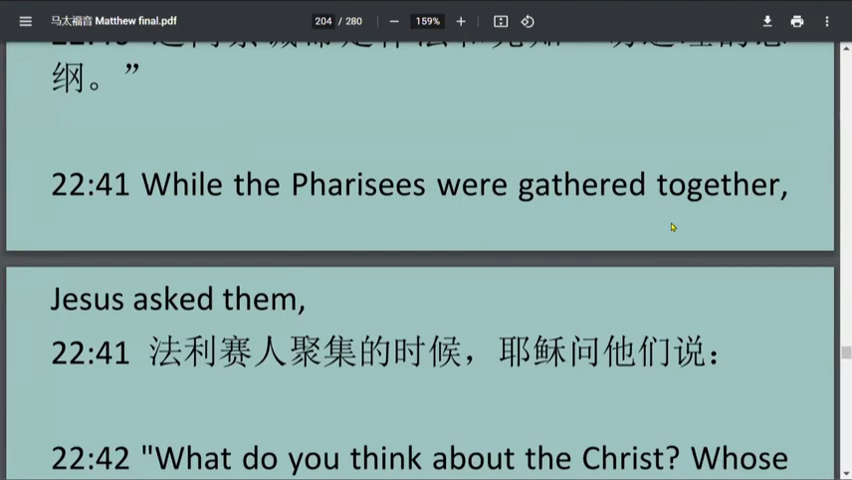 马太福音 Matthew final.pdf
204 / 280
159%
22:40
纲。”
22:41 While the Pharisees were gathered together,
Jesus asked them,
22:41 法利赛人聚集的时候，耶稣问他们说：
22:42 "What do you think about the Christ? Whose